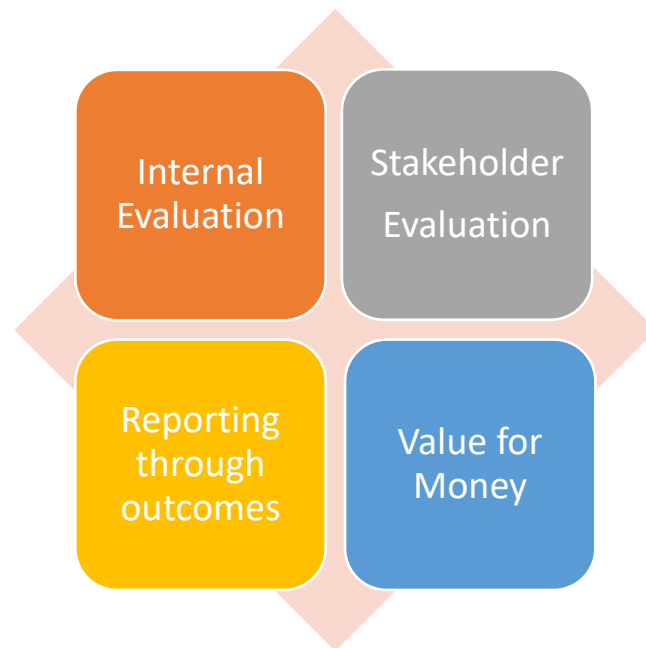 Internal
Evaluation
Stakeholder
Evaluation
Reporting
through
outcomes
Value for
Money